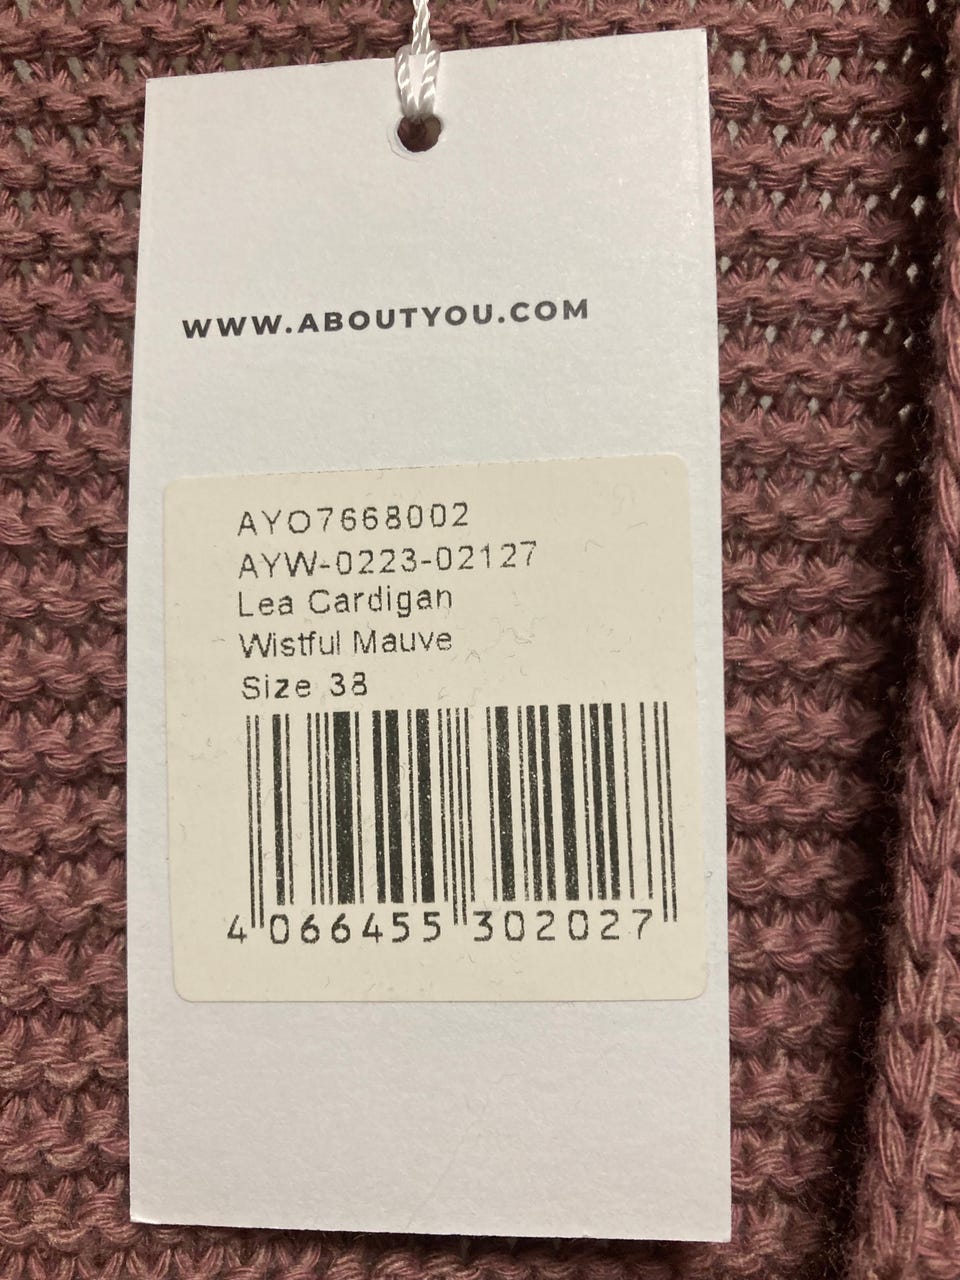 WWW.ABOUTYOU.COM
AYO7668002
AYW-0223-02127
Lea Cardigan
Wistful Mauve
Size 38
4 066455 302027